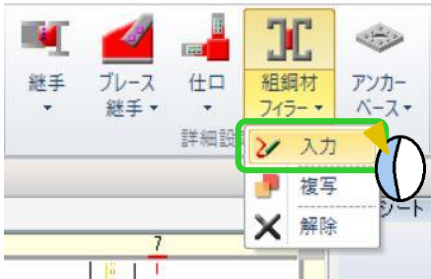 継手 ブレース 継手 仕口 組鋼材 フィラー アンカー ベース
詳細設
入力
複写
シート
解除
7